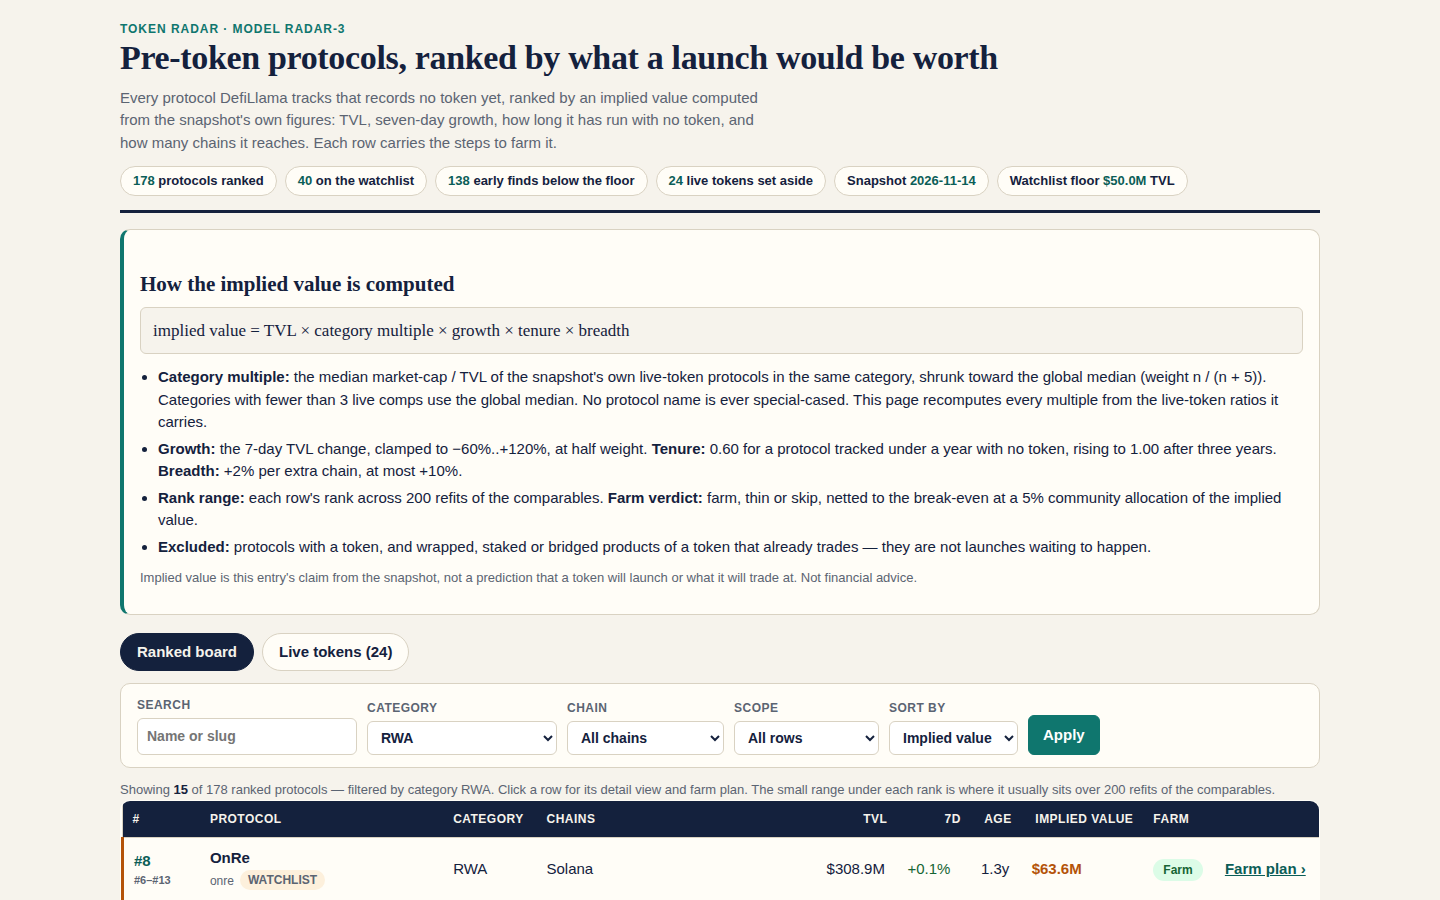 TOKEN RADAR · MODEL RADAR-3
Pre-token protocols, ranked by what a launch would be worth
Every protocol DefiLlama tracks that records no token yet, ranked by an implied value computed
from the snapshot's own figures: TVL, seven-day growth, how long it has run with no token, and
how many chains it reaches. Each row carries the steps to farm it.
178 protocols ranked
40 on the watchlist
138 early finds below the floor
24 live tokens set aside
Snapshot 2026-11-14
Watchlist floor $50.0M TVL
How the implied value is computed
implied value = TVL × category multiple × growth × tenure × breadth
• Category multiple: the median market-cap / TVL of the snapshot's own live-token protocols in the same category, shrunk toward the global median (weight n / (n + 5)).
Categories with fewer than 3 live comps use the global median. No protocol name is ever special-cased. This page recomputes every multiple from the live-token ratios it
carries.
• Growth: the 7-day TVL change, clamped to −60%..+120%, at half weight. Tenure: 0.60 for a protocol tracked under a year with no token, rising to 1.00 after three years.
Breadth: +2% per extra chain, at most +10%.
• Rank range: each row's rank across 200 refits of the comparables. Farm verdict: farm, thin or skip, netted to the break-even at a 5% community allocation of the implied
value.
• Excluded: protocols with a token, and wrapped, staked or bridged products of a token that already trades — they are not launches waiting to happen.
Implied value is this entry's claim from the snapshot, not a prediction that a token will launch or what it will trade at. Not financial advice.
Ranked board
Live tokens (24)
SEARCH
CATEGORY
CHAIN
SCOPE
SORT BY
Name or slug
RWA
All chains
All rows
Implied value
Apply
Showing 15 of 178 ranked protocols — filtered by category RWA. Click a row for its detail view and farm plan. The small range under each rank is where it usually sits over 200 refits of the comparables.
# PROTOCOL CATEGORY CHAINS TVL 7D AGE IMPLIED VALUE FARM
#8 OnRe RWA Solana $308.9M +0.1% 1.3y $63.6M Farm Farm plan ›
#6–#13 onre WATCHLIST